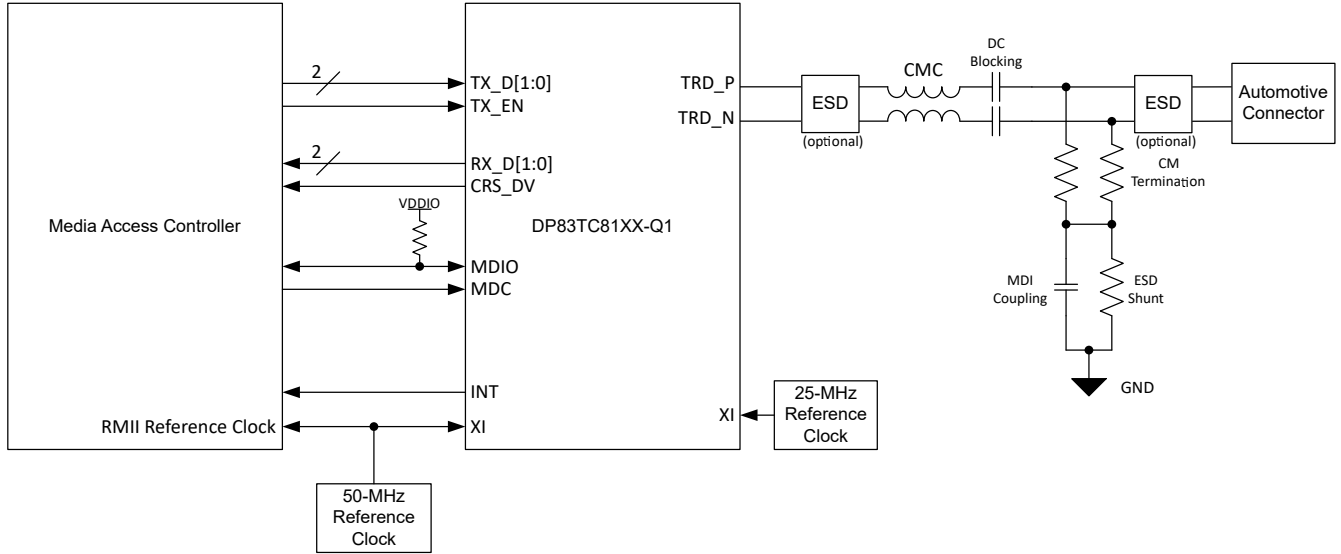 Media Access Controller
RMII Reference Clock
2
2
VDDIO
50-MHz
Reference
Clock
TX_D[1:0]
TX_EN
RX_D[1:0]
CRS_DV
MDIO
MDC
INT
XI
DP83TC81XX-Q1
TRD_P
TRD_N
XI
25-MHz
Reference
Clock
ESD
(optional)
CMC
DC
Blocking
ESD
(optional)
Automotive
Connector
CM
Termination
MDI
Coupling
ESD
Shunt
GND